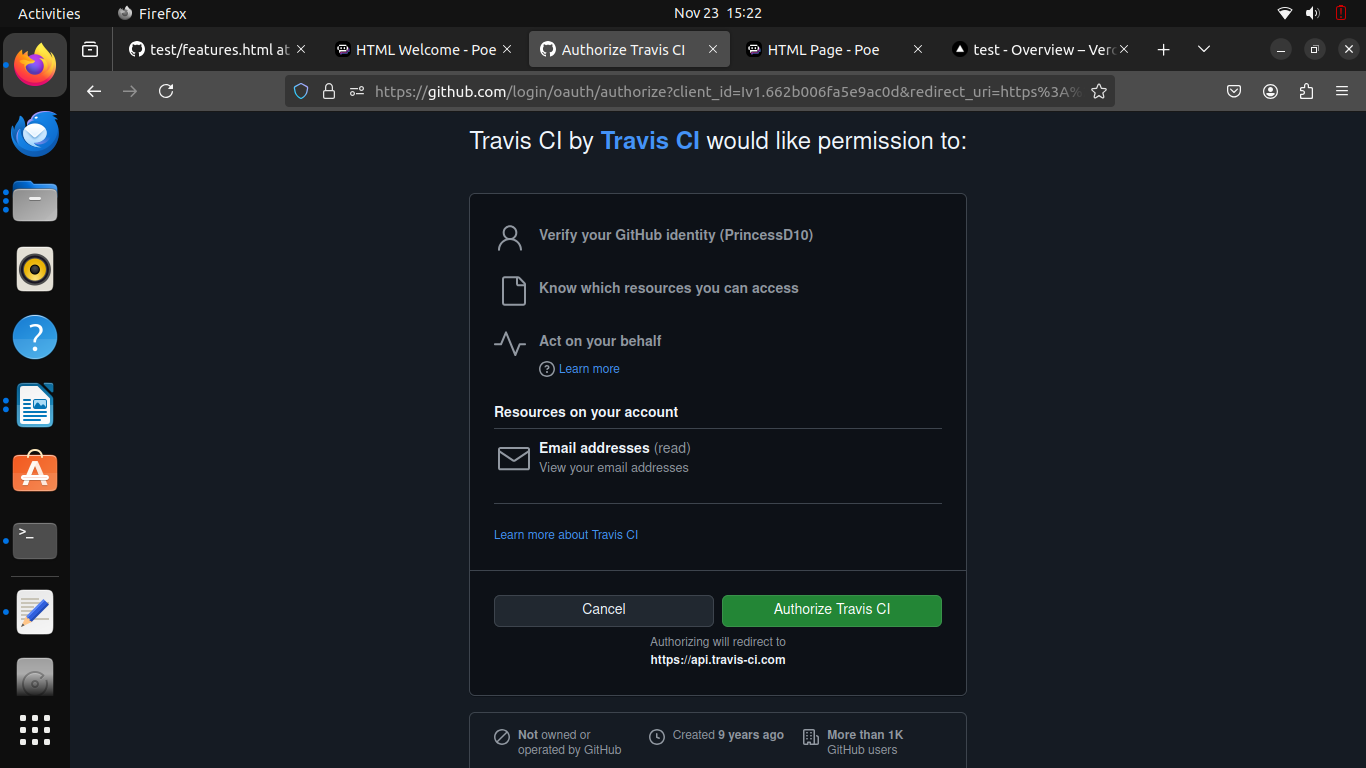 Activities
Firefox
Nov 23 15:22
test/features.html at
HTML Welcome - Poe
Authorize Travis CI
HTML Page - Poe
test - Overview – Verc
https://github.com/login/oauth/authorize?client_id=Iv1.662b006fa5e9ac0d&redirect_uri=https%3A%
Travis CI by Travis CI would like permission to:
Verify your GitHub identity (PrincessD10)
Know which resources you can access
Act on your behalf
Learn more
Resources on your account
Email addresses (read)
View your email addresses
Learn more about Travis CI
Cancel
Authorize Travis CI
Authorizing will redirect to
https://api.travis-ci.com
Not owned or
operated by GitHub
Created 9 years ago
More than 1K
GitHub users